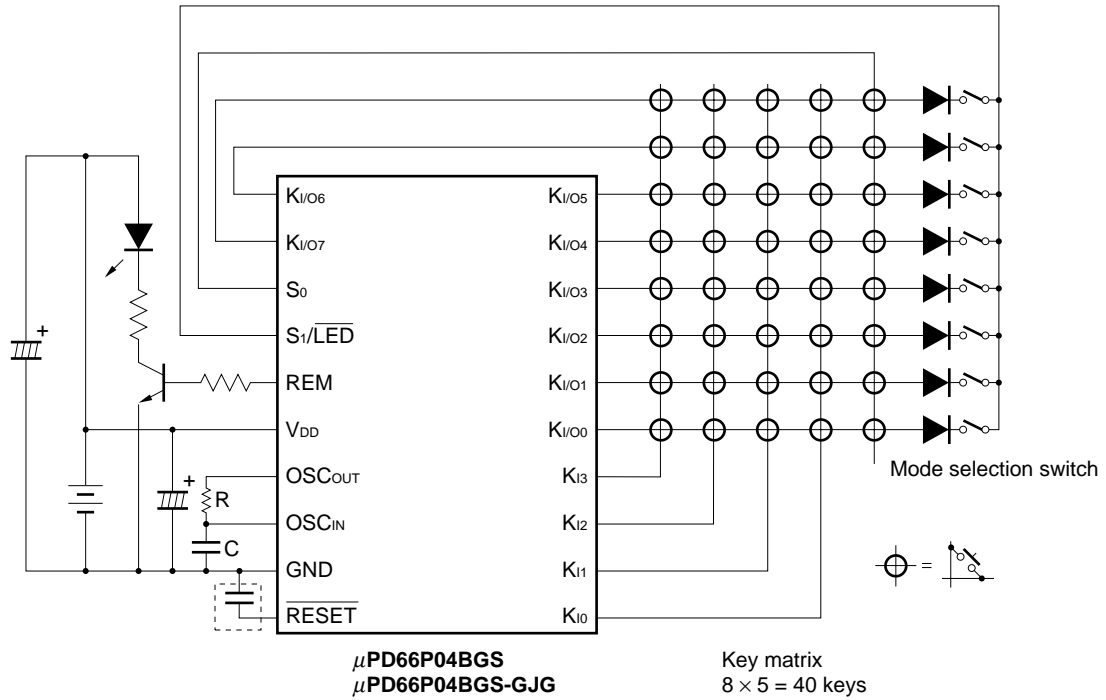 KI/O6
KI/O7
S0
S1/LED
REM
VDD
OSCOUT
OSCIN
GND
RESET
KI/O5
KI/O4
KI/O3
KI/O2
KI/O1
KI/O0
KI3
KI2
KI1
KI0
+
+
R
C
Mode selection switch
=
μPD66P04BGS
μPD66P04BGS-GJG
Key matrix
8 × 5 = 40 keys